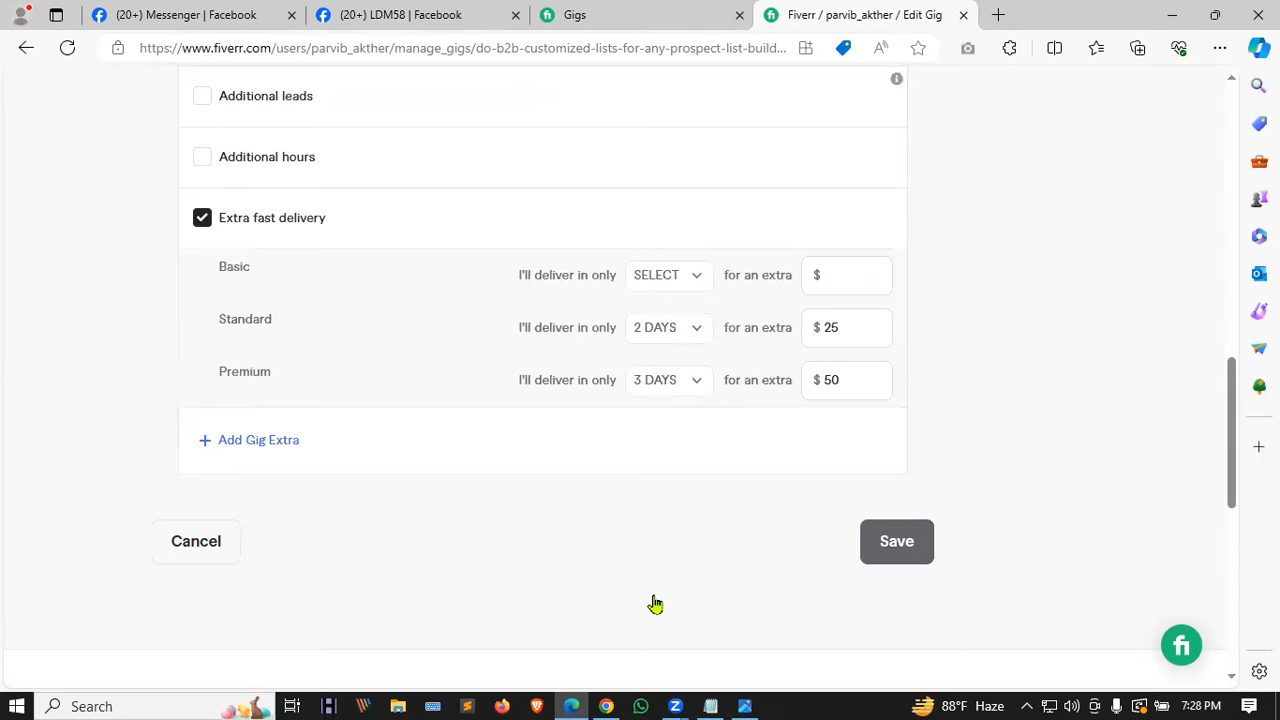 (20+) Messenger | Facebook
(20+) LDM58 | Facebook
Gigs
Fiverr / parvib_akther / Edit Gig
https://www.fiverr.com/users/parvib_akther/manage_gigs/do-b2b-customized-lists-for-any-prospect-list-build...
Additional leads
Additional hours
Extra fast delivery
Basic
I'll deliver in only SELECT for an extra $
Standard
I'll deliver in only 2 DAYS for an extra $ 25
Premium
I'll deliver in only 3 DAYS for an extra $ 50
+ Add Gig Extra
Cancel
Save
fi
Search
88°F Haze
7:28 PM